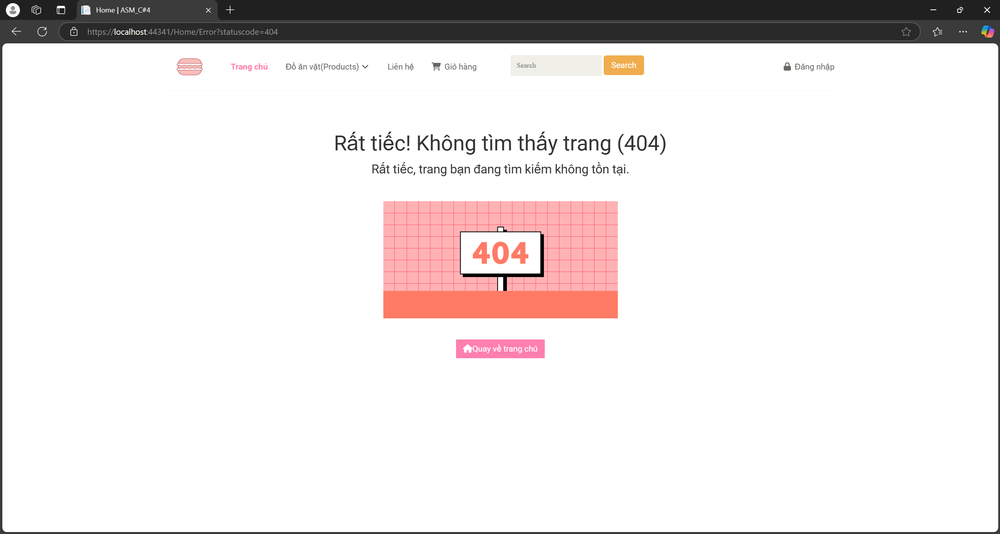 Home | ASM_C#4
https://localhost:44341/Home/Error?statuscode=404
Trang chủ
Đồ ăn vặt(Products)
Liên hệ
Giỏ hàng
Search
Search
Đăng nhập
Rất tiếc! Không tìm thấy trang (404)
Rất tiếc, trang bạn đang tìm kiếm không tồn tại.
404
Quay về trang chủ